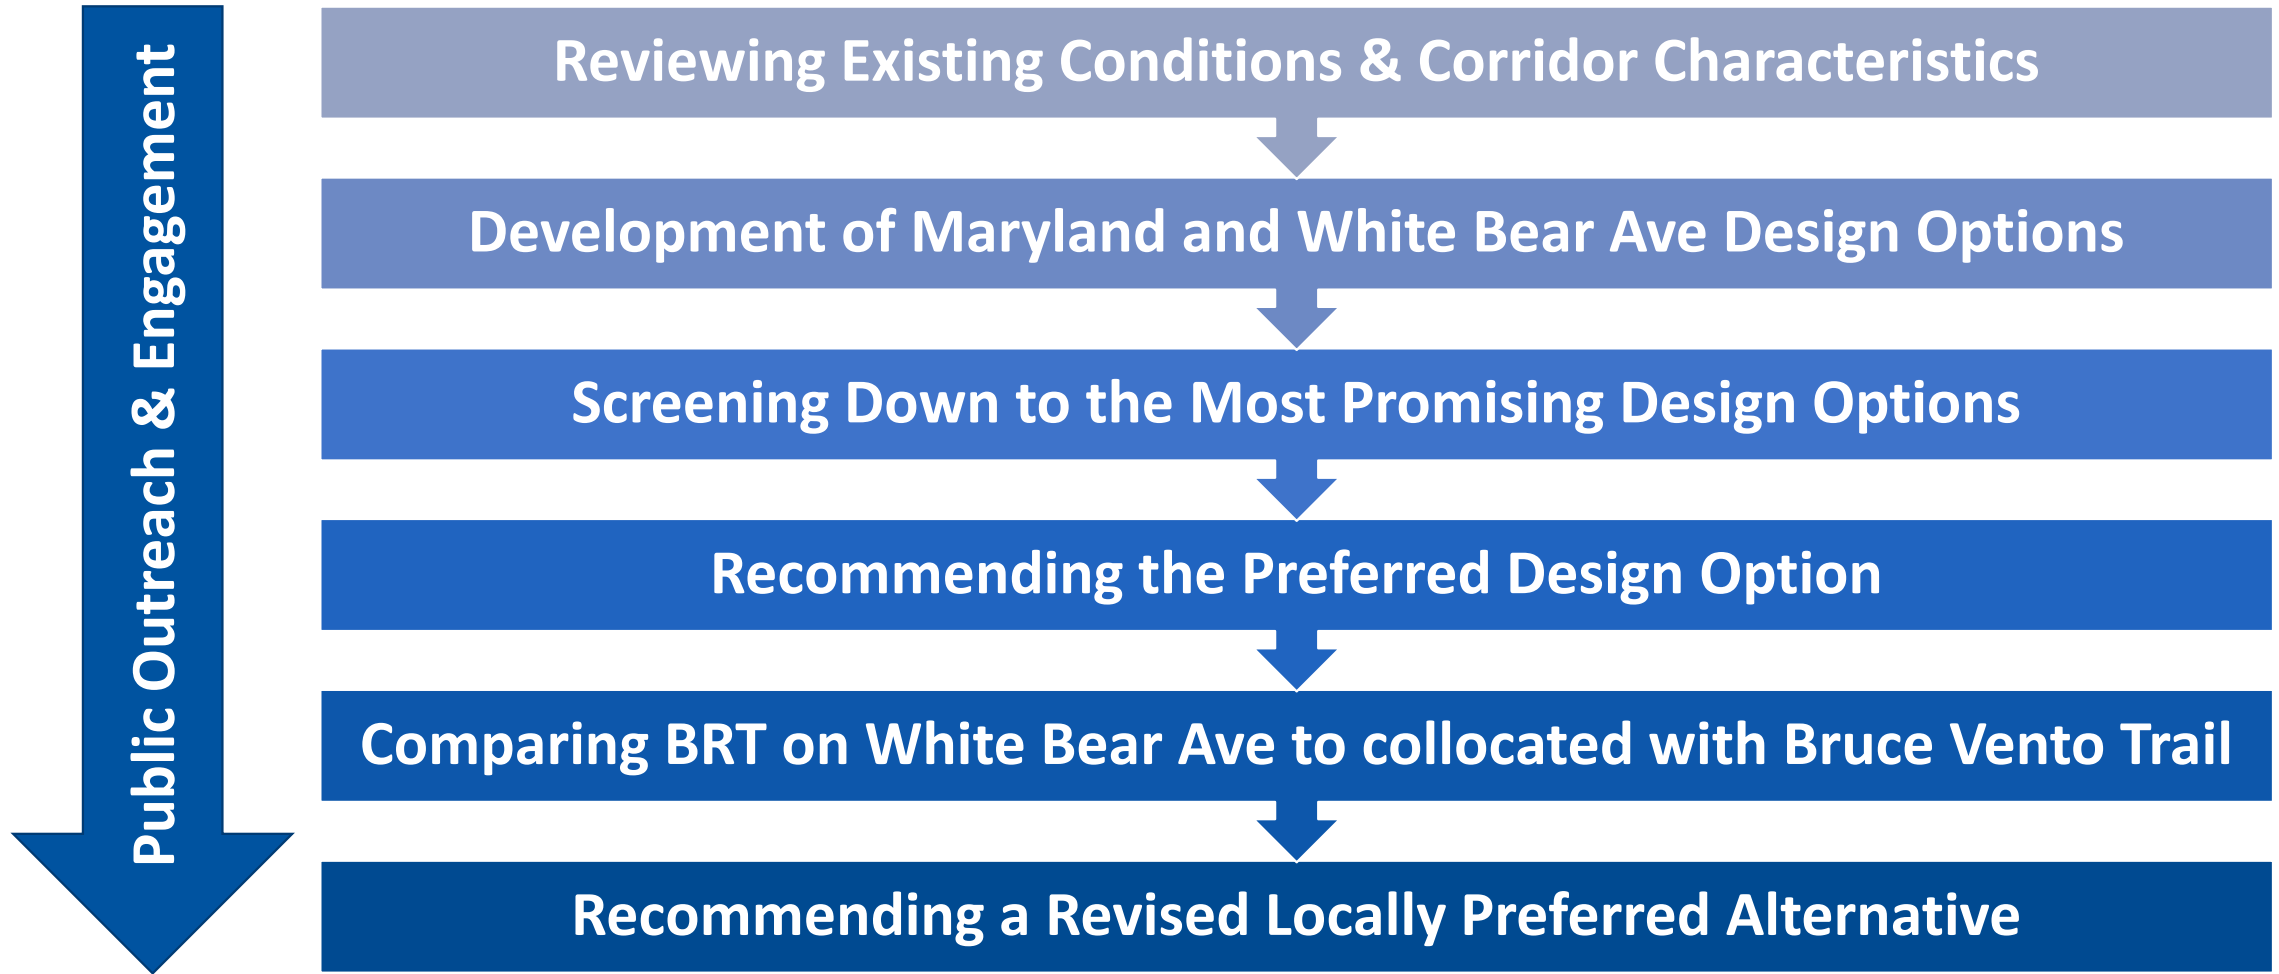 Public Outreach & Engagement
Reviewing Existing Conditions & Corridor Characteristics
Development of Maryland and White Bear Ave Design Options
Screening Down to the Most Promising Design Options
Recommending the Preferred Design Option
Comparing BRT on White Bear Ave to collocated with Bruce Vento Trail
Recommending a Revised Locally Preferred Alternative